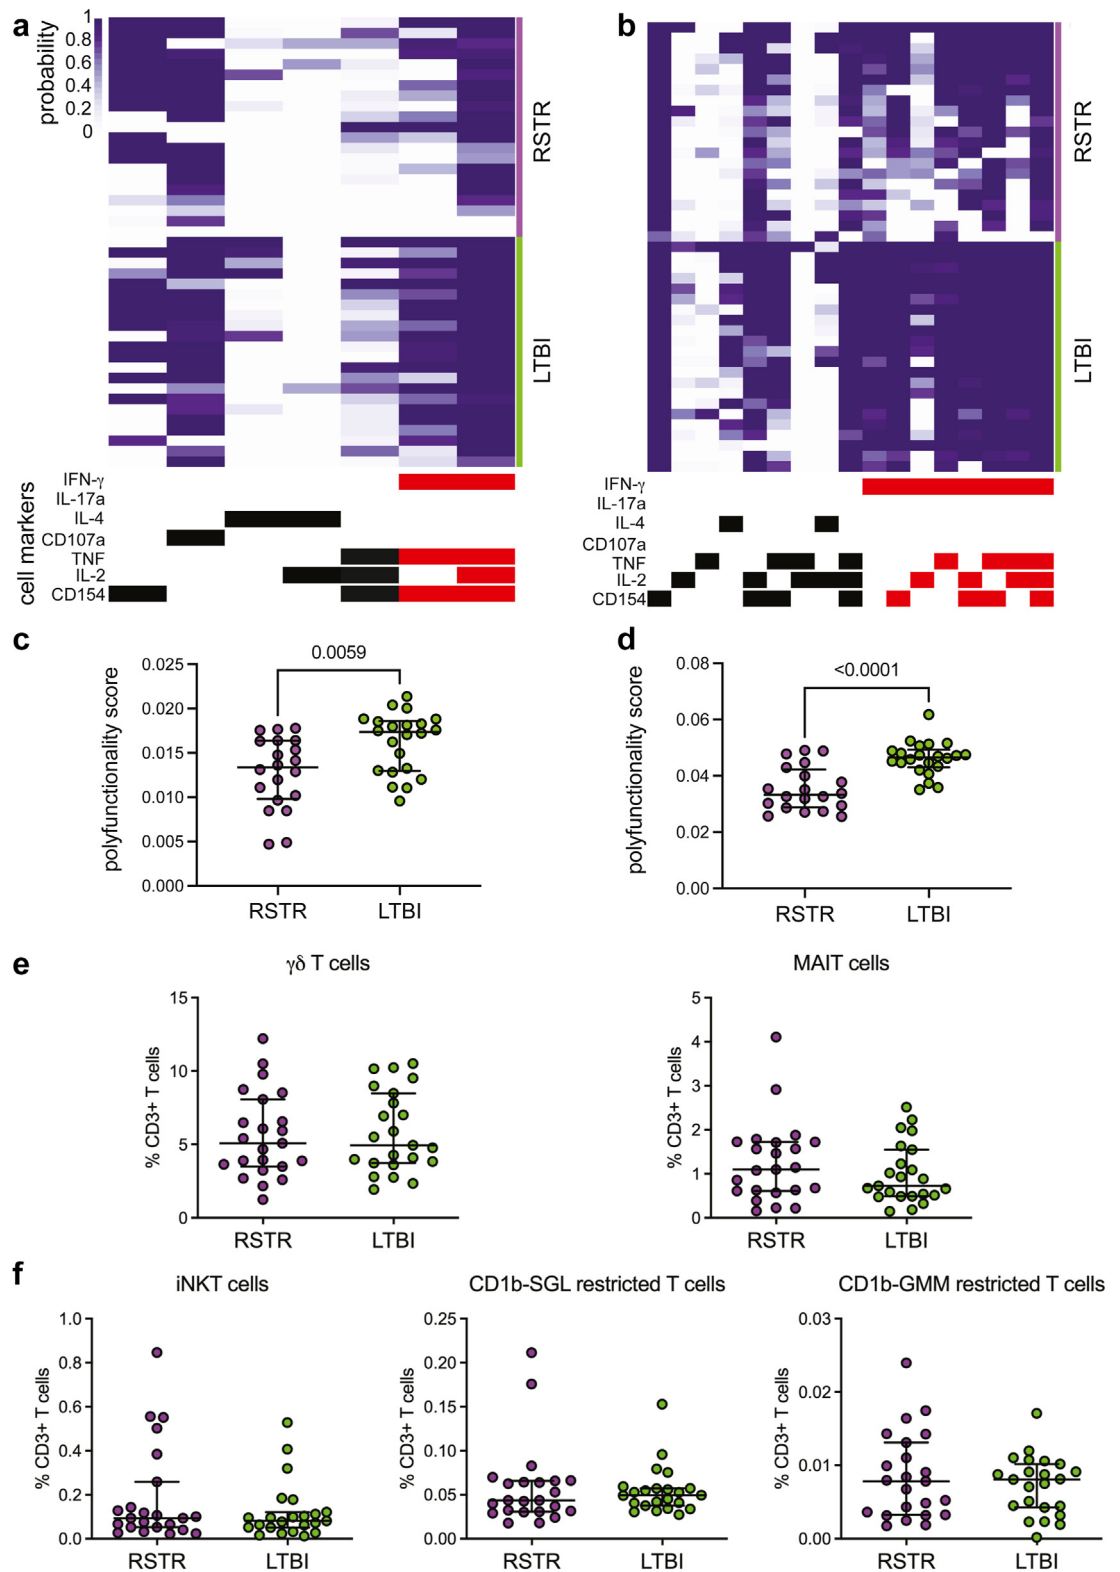 a
probability
1
0.8
0.6
0.4
0.2
0
RSTR
LTBI
cell markers
IFN-γ
IL-17a
IL-4
CD107a
TNF
IL-2
CD154
b
RSTR
LTBI
IFN-γ
IL-17a
IL-4
CD107a
TNF
IL-2
CD154
c
polyfunctionality score
0.025
0.020
0.015
0.010
0.005
0.000
0.0059
RSTR LTBI
d
polyfunctionality score
0.08
0.06
0.04
0.02
0.00
<0.0001
RSTR LTBI
e
γδ T cells
% CD3+ T cells
15
10
5
0
RSTR LTBI
MAIT cells
% CD3+ T cells
5
4
3
2
1
0
RSTR LTBI
f
iNKT cells
% CD3+ T cells
1.0
0.8
0.6
0.4
0.2
0.0
RSTR LTBI
CD1b-SGL restricted T cells
% CD3+ T cells
0.25
0.20
0.15
0.10
0.05
0.00
RSTR LTBI
CD1b-GMM restricted T cells
% CD3+ T cells
0.03
0.02
0.01
0.00
RSTR LTBI